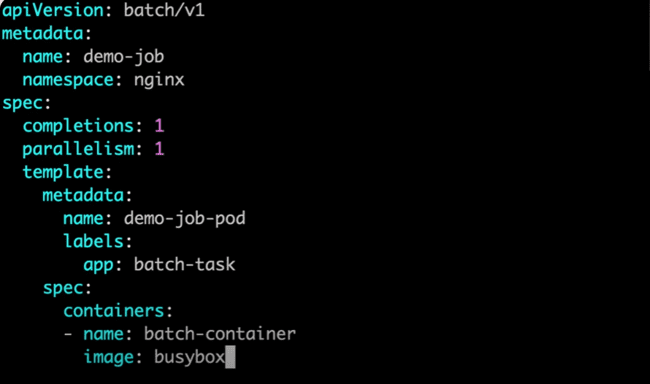 apiVersion: batch/v1
metadata:
  name: demo-job
  namespace: nginx
spec:
  completions: 1
  parallelism: 1
  template:
    metadata:
      name: demo-job-pod
      labels:
        app: batch-task
    spec:
      containers:
      - name: batch-container
        image: busybox